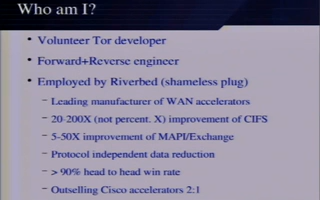 Who am I?
• Volunteer Tor developer
• Forward+Reverse engineer
• Employed by Riverbed (shameless plug)
– Leading manufacturer of WAN accelerators
– 20-200X (not percent. X) improvement of CIFS
– 5-50X improvement of MAPI/Exchange
– Protocol independent data reduction
– > 90% head to head win rate
– Outselling Cisco accelerators 2:1